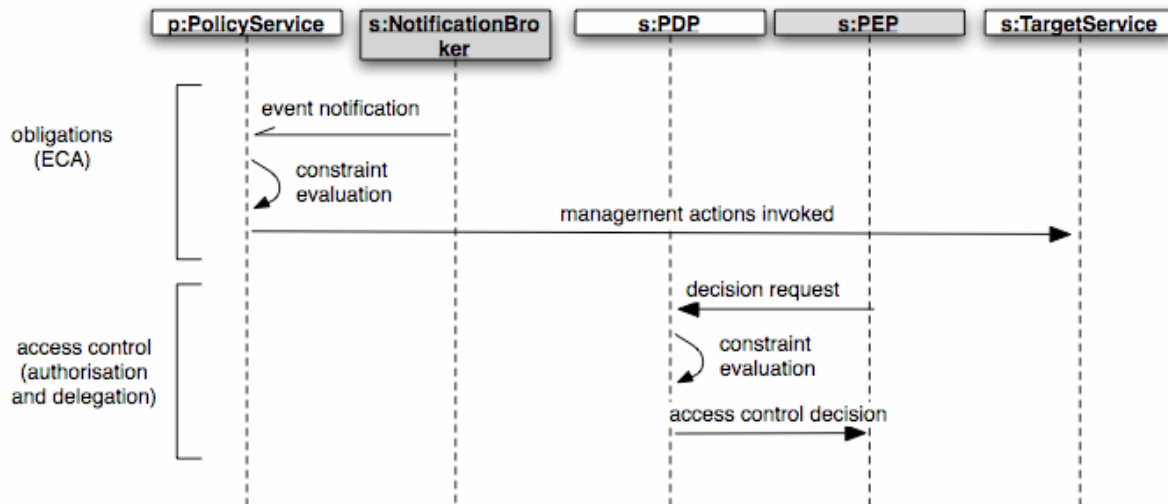 p:PolicyService
s:NotificationBro
ker
s:PDP
s:PEP
s:TargetService
event notification
obligations
(ECA)
constraint
evaluation
management actions invoked
decision request
access control
(authorisation
and delegation)
constraint
evaluation
access control decision